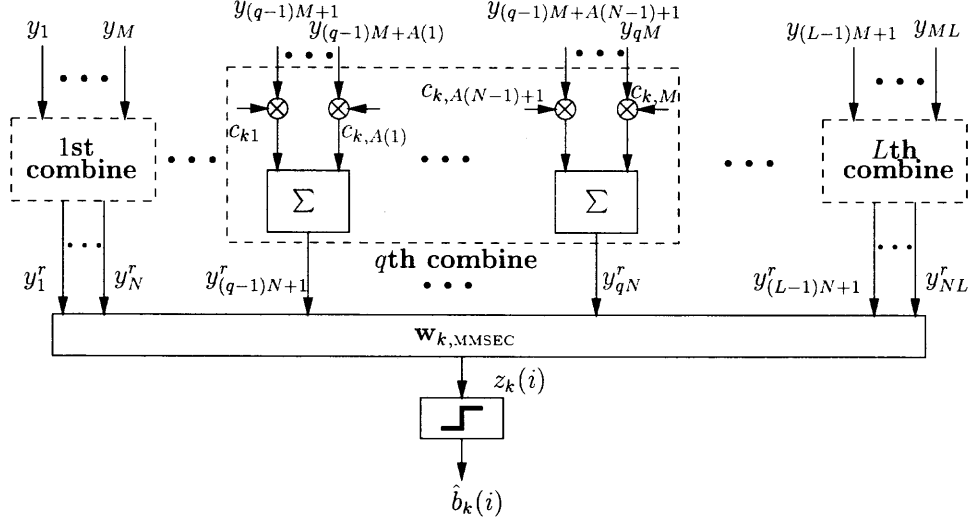 y_1 y_M y_{(q-1)M+1} y_{(q-1)M+A(1)} y_{(q-1)M+A(N-1)+1} y_{qM} y_{(L-1)M+1} y_{ML}
c_{k1} c_{k,A(1)} c_{k,A(N-1)+1} c_{k,M}
1st
combine
Σ Σ
Lth
combine
qth combine
y^r_1 y^r_N y^r_{(q-1)N+1} y^r_{qN} y^r_{(L-1)N+1} y^r_{NL}
w_{k,MMSEC}
z_k(i)
b̂_k(i)